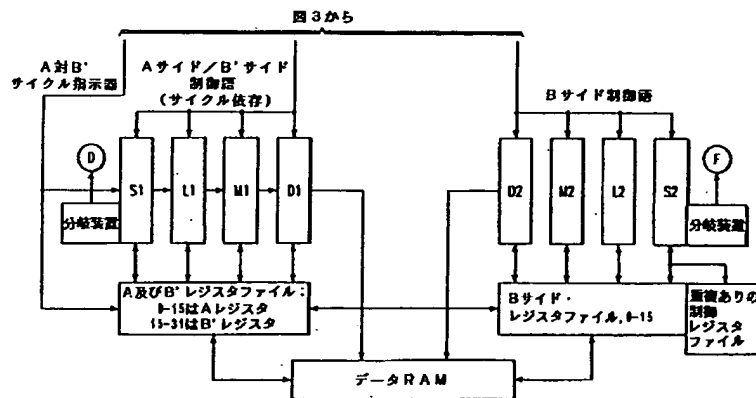 図3から
A対B'
サイクル指示器
Aサイド／B'サイド
制御語
（サイクル依存）
Bサイド制御語
D
S1
L1
M1
D1
D2
M2
L2
S2
F
分岐装置
分岐装置
A及びB'レジスタファイル：
0-15はAレジスタ
15-31はB'レジスタ
Bサイド・
レジスタファイル, 0-15
重複ありの
制御
レジスタ
ファイル
データRAM